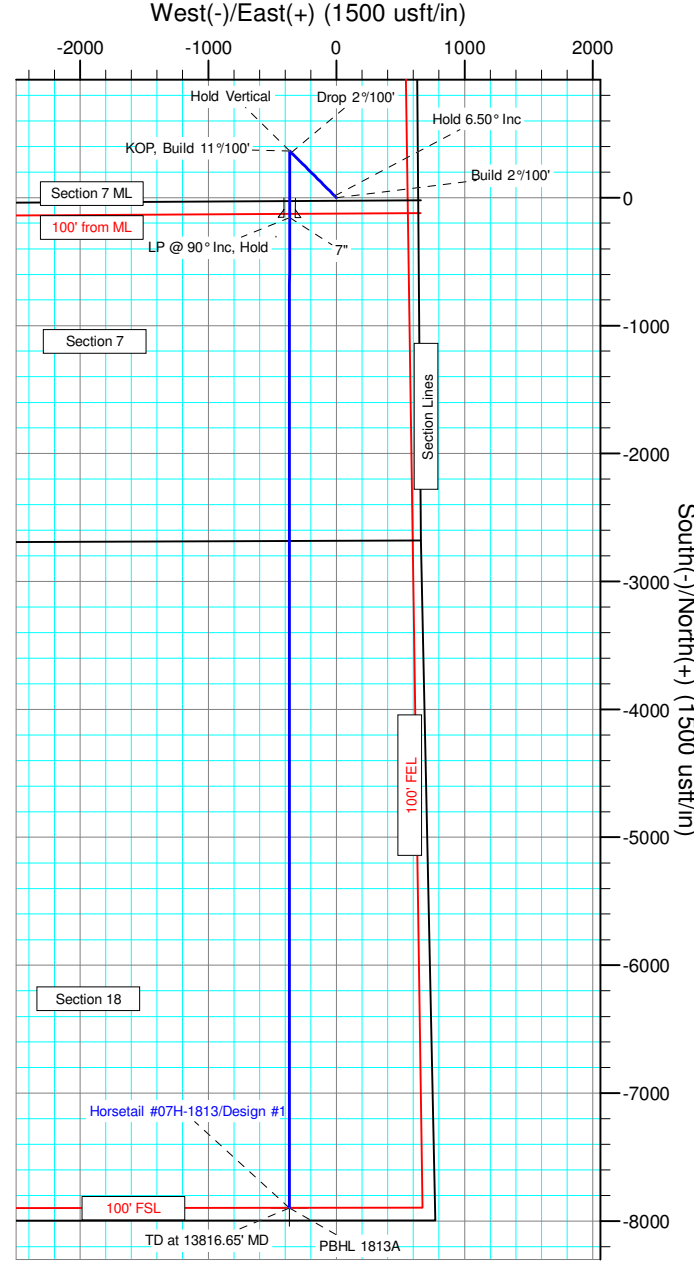 West(-)/East(+) (1500 usft/in)
-2000 -1000 0 1000 2000
Hold Vertical
Drop 2°/100'
Hold 6.50° Inc
KOP, Build 11°/100'
Build 2°/100'
Section 7 ML
0
100' from ML
LP @ 90° Inc, Hold
7"
-1000
Section 7
Section Lines
-2000
South(-)/North(+) (1500 usft/in)
-3000
-4000
100' FEL
-5000
-6000
Section 18
-7000
Horsetail #07H-1813/Design #1
100' FSL
-8000
TD at 13816.65' MD
PBHL 1813A